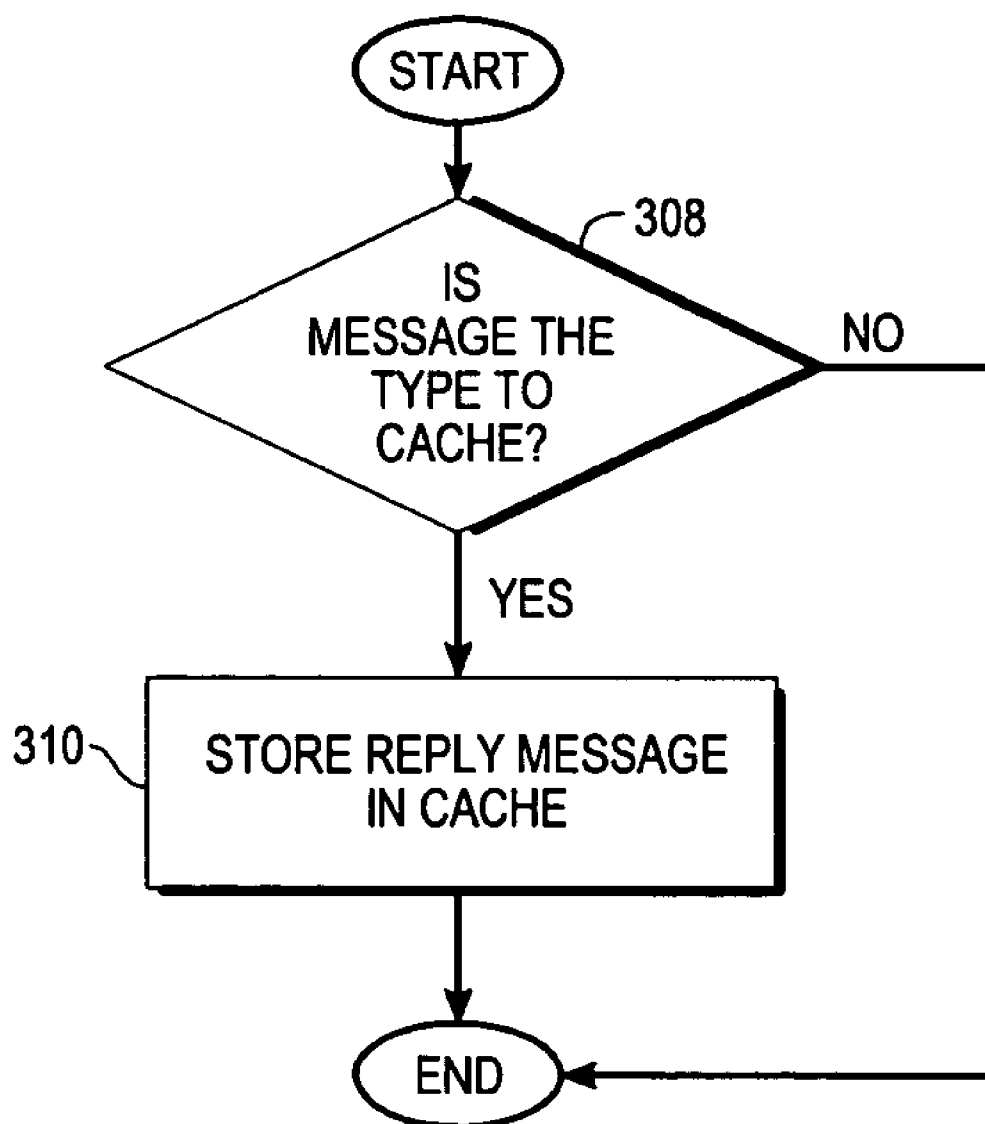 START
308
IS
MESSAGE THE
TYPE TO
CACHE?
NO
YES
310
STORE REPLY MESSAGE
IN CACHE
END